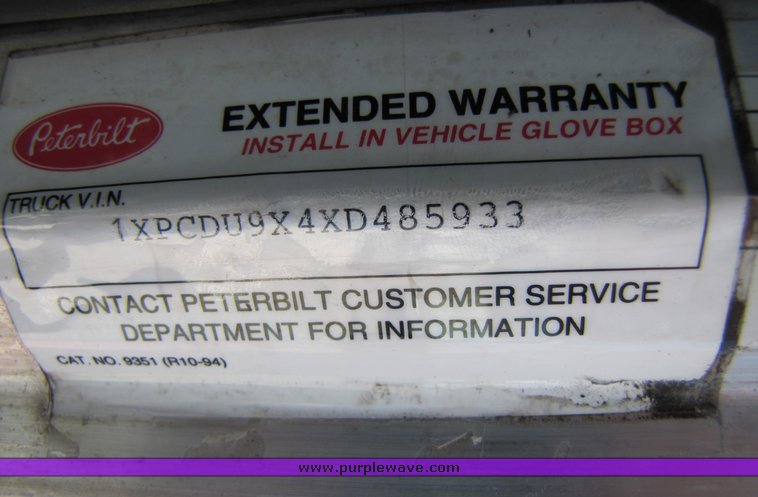 Peterbilt
EXTENDED WARRANTY
INSTALL IN VEHICLE GLOVE BOX
TRUCK V.I.N.
1XPCDU9X4XD485933
CONTACT PETERBILT CUSTOMER SERVICE
DEPARTMENT FOR INFORMATION
CAT. NO. 9351 (R10-94)
www.purplewave.com